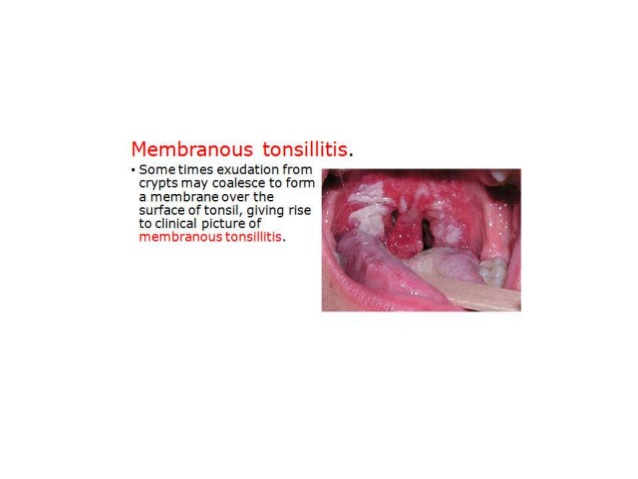 Membranous tonsillitis.
• Some times exudation from
crypts may coalesce to form
a membrane over the
surface of tonsil, giving rise
to clinical picture of
membranous tonsillitis.